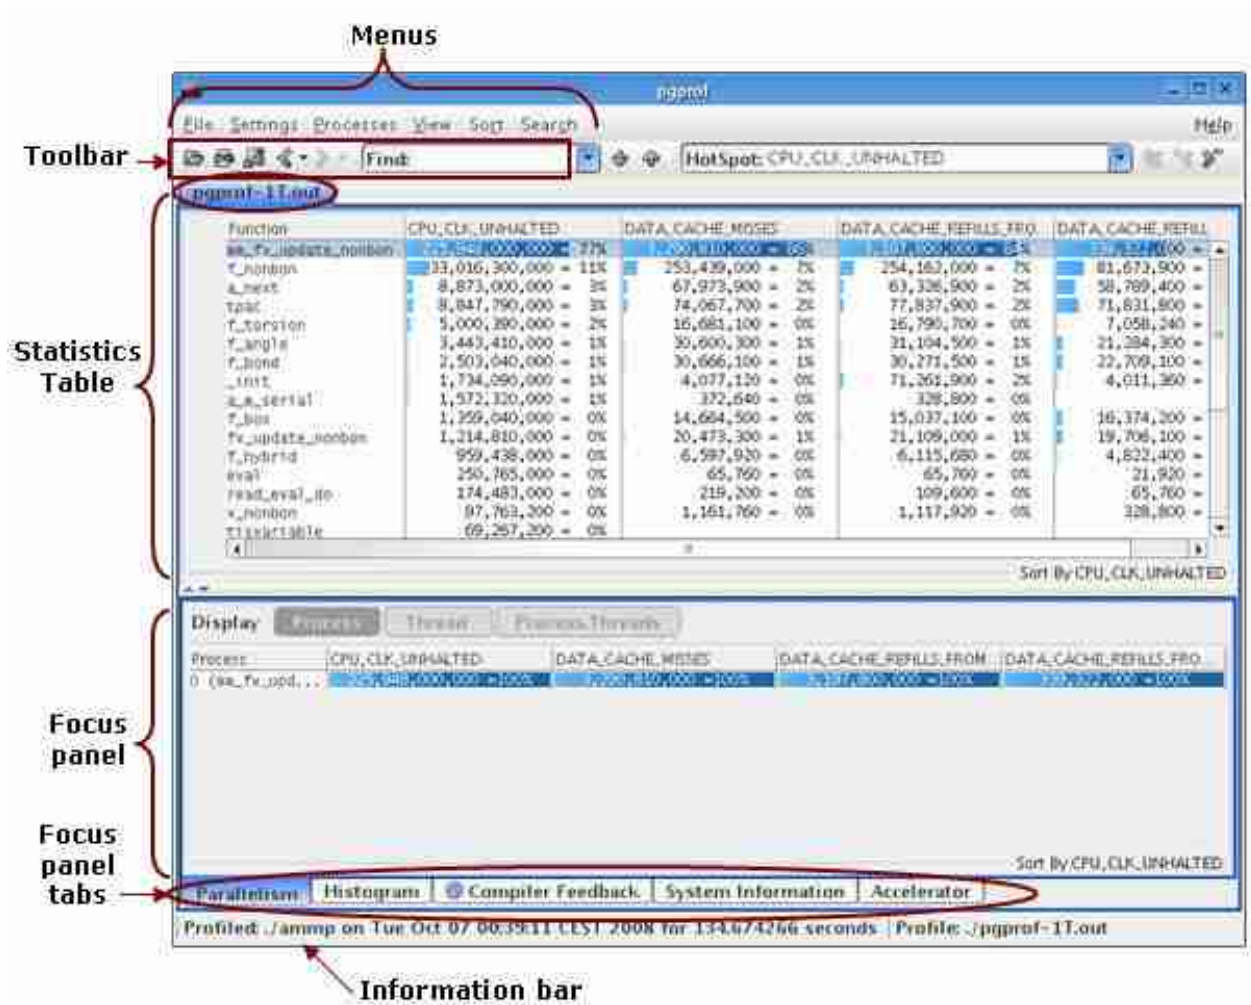 Menus
pgprof
File Settings Processes View Sort Search Help
Toolbar
Find: HotSpot: CPU_CLK_UNHALTED
pgprof-1T.out
Function CPU_CLK_UNHALTED DATA_CACHE_MISSES DATA_CACHE_REFILLS_FRO... DATA_CACHE_REFILL
mm_fv_update_nonbon 77%
f_nonbon 33,016,300,000 = 11% 253,439,000 = 7% 254,162,000 = 7% 81,673,900 =
a_next 8,873,000,000 = 3% 67,973,900 = 2% 63,326,900 = 2% 58,789,400 =
tpac 8,847,790,000 = 3% 74,067,700 = 2% 77,837,900 = 2% 71,831,800 =
f_torsion 5,000,390,000 = 2% 16,681,100 = 0% 16,790,700 = 0% 7,058,240 =
f_angle 3,443,410,000 = 1% 30,600,300 = 1% 31,104,500 = 1% 21,384,300 =
f_bond 2,503,040,000 = 1% 30,666,100 = 1% 30,271,500 = 1% 22,709,100 =
_init 1,734,090,000 = 1% 4,077,120 = 0% 71,261,900 = 2% 4,011,360 =
a_m_serial 1,572,320,000 = 1% 372,640 = 0% 328,800 = 0%
f_box 1,359,040,000 = 0% 14,664,500 = 0% 15,037,100 = 0% 16,374,200 =
fv_update_nonbon 1,214,810,000 = 0% 20,473,300 = 1% 21,109,000 = 1% 19,706,100 =
f_hybrid 959,438,000 = 0% 6,597,920 = 0% 6,115,680 = 0% 4,822,400 =
eval 250,765,000 = 0% 65,760 = 0% 65,760 = 0% 21,920 =
read_eval_do 174,483,000 = 0% 219,200 = 0% 109,600 = 0% 65,760 =
v_nonbon 87,763,200 = 0% 1,161,760 = 0% 1,117,920 = 0% 328,800 =
tisvariable 69,267,200 = 0%
Statistics
Table
Sort By CPU_CLK_UNHALTED
Display Process Thread Process.Threads
Process CPU_CLK_UNHALTED DATA_CACHE_MISSES DATA_CACHE_REFILLS_FROM... DATA_CACHE_REFILLS_FRO...
0 (mm_fv_upd...
Focus
panel
Sort By CPU_CLK_UNHALTED
Focus
panel
tabs
Parallelism Histogram Compiler Feedback System Information Accelerator
Profiled: ./ammp on Tue Oct 07 00:39:11 CEST 2008 for 134.674266 seconds Profile: ./pgprof-1T.out
Information bar